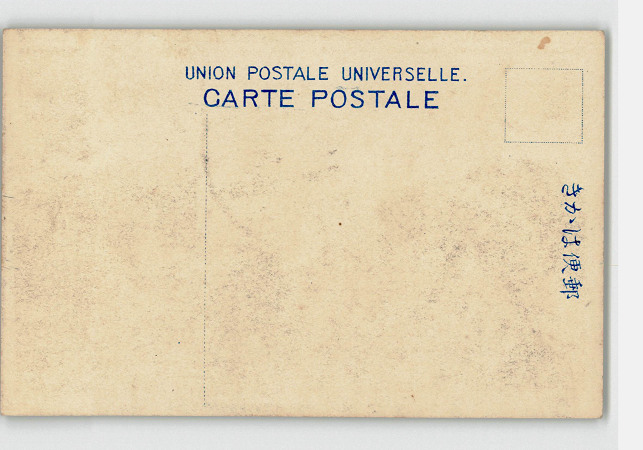 UNION POSTALE UNIVERSELLE.
CARTE POSTALE
きかは便郵